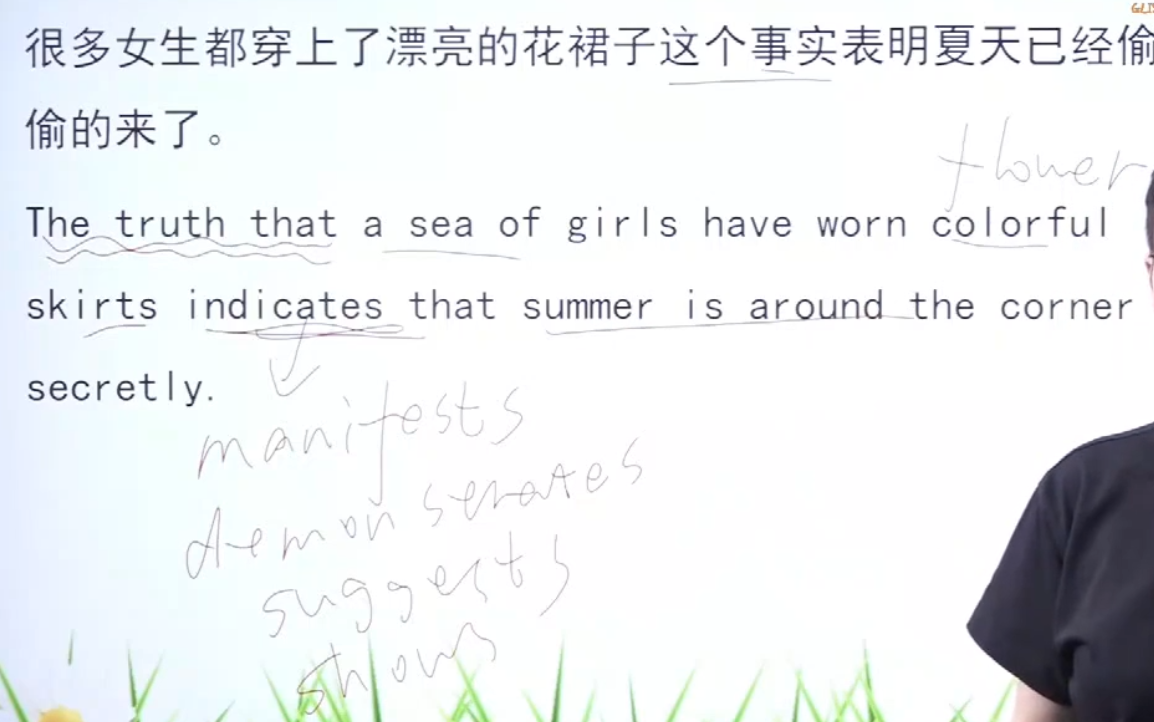 很多女生都穿上了漂亮的花裙子这个事实表明夏天已经偷
偷的来了。
flower
The truth that a sea of girls have worn colorful
skirts indicates that summer is around the corner
secretly.
manifests
demonstrates
suggests
shows